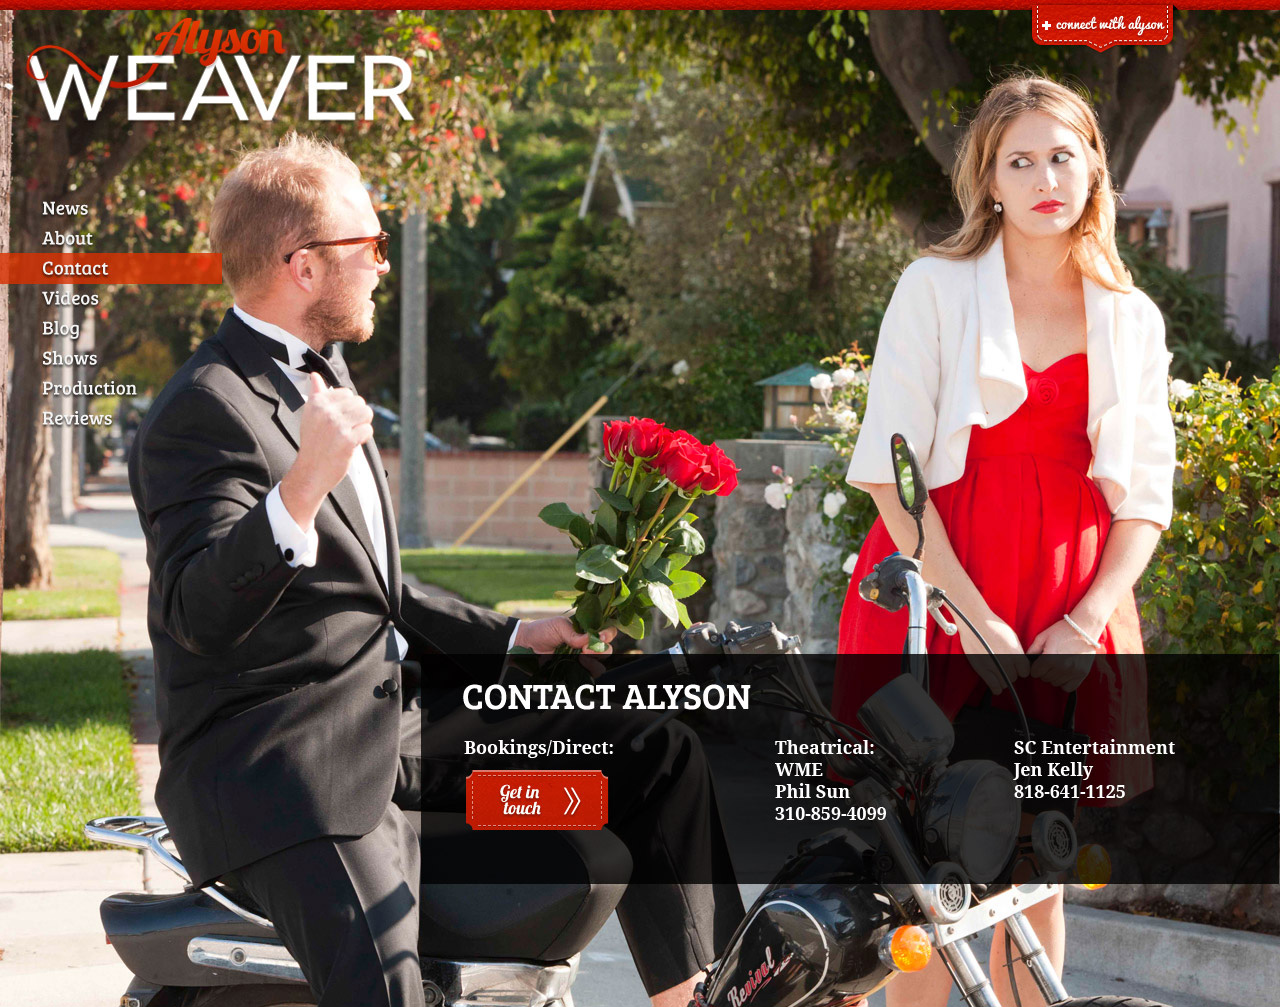 Alyson
WEAVER
+ connect with alyson
News
About
Contact
Videos
Blog
Shows
Production
Reviews
CONTACT ALYSON
Bookings/Direct:
Get in
touch
Theatrical:
WME
Phil Sun
310-859-4099
SC Entertainment
Jen Kelly
818-641-1125
Revival